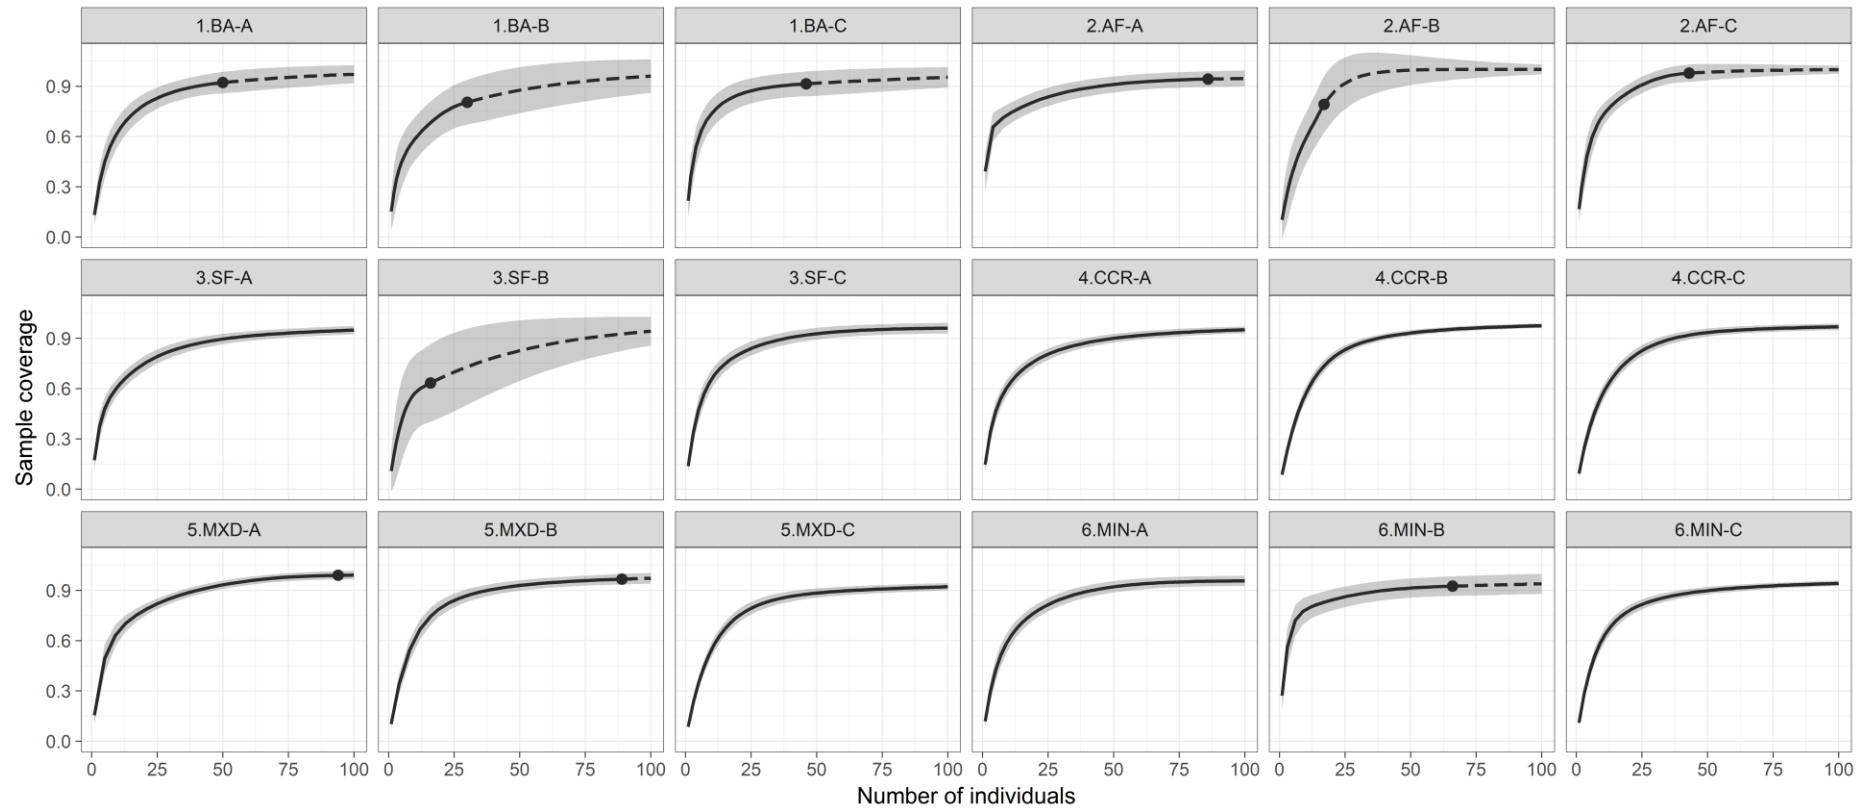 1.BA-A 1.BA-B 1.BA-C 2.AF-A 2.AF-B 2.AF-C
0.9
0.6
0.3
0.0
3.SF-A 3.SF-B 3.SF-C 4.CCR-A 4.CCR-B 4.CCR-C
Sample coverage
0.9
0.6
0.3
0.0
5.MXD-A 5.MXD-B 5.MXD-C 6.MIN-A 6.MIN-B 6.MIN-C
0.9
0.6
0.3
0.0
0 25 50 75 100 0 25 50 75 100 0 25 50 75 100 0 25 50 75 100 0 25 50 75 100 0 25 50 75 100
Number of individuals